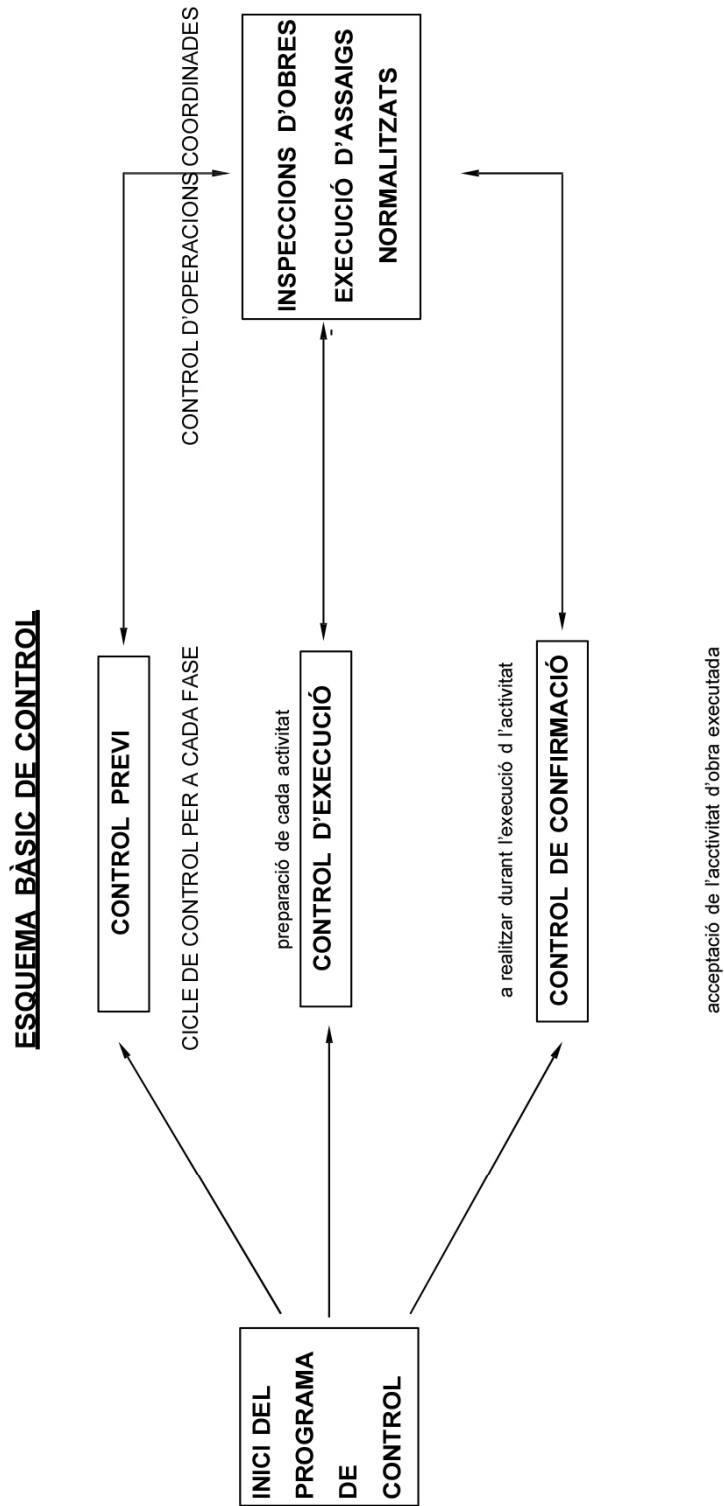 ESQUEMA BÀSIC DE CONTROL
CONTROL PREVI
CICLE DE CONTROL PER A CADA FASE
CONTROL D'OPERACIONS COORDINADES
INICI DEL
PROGRAMA
DE
CONTROL
preparació de cada activitat
CONTROL D'EXECUCIÓ
INSPECCIONS D'OBRES
EXECUCIÓ D'ASSAIGS
NORMALITZATS
a realitzar durant l'execució d l'activitat
CONTROL DE CONFIRMACIÓ
acceptació de l'acctivitat d'obra executada